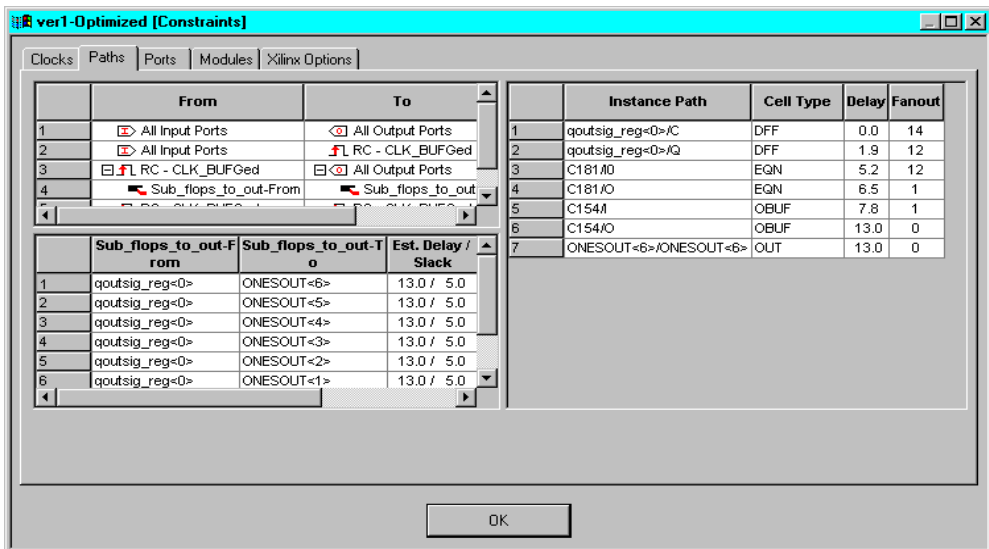 ver1-Optimized [Constraints]
Clocks Paths Ports Modules Xilinx Options
From To
1 All Input Ports All Output Ports
2 All Input Ports RC - CLK_BUFGed
3 RC - CLK_BUFGed All Output Ports
4 Sub_flops_to_out-From Sub_flops_to_out
Sub_flops_to_out-From Sub_flops_to_out-To Est. Delay / Slack
1 qoutsig_reg<0> ONESOUT<6> 13.0 / 5.0
2 qoutsig_reg<0> ONESOUT<5> 13.0 / 5.0
3 qoutsig_reg<0> ONESOUT<4> 13.0 / 5.0
4 qoutsig_reg<0> ONESOUT<3> 13.0 / 5.0
5 qoutsig_reg<0> ONESOUT<2> 13.0 / 5.0
6 qoutsig_reg<0> ONESOUT<1> 13.0 / 5.0
Instance Path Cell Type Delay Fanout
1 qoutsig_reg<0>/C DFF 0.0 14
2 qoutsig_reg<0>/Q DFF 1.9 12
3 C181/I0 EQN 5.2 12
4 C181/O EQN 6.5 1
5 C154/I OBUF 7.8 1
6 C154/O OBUF 13.0 0
7 ONESOUT<6>/ONESOUT<6> OUT 13.0 0
OK